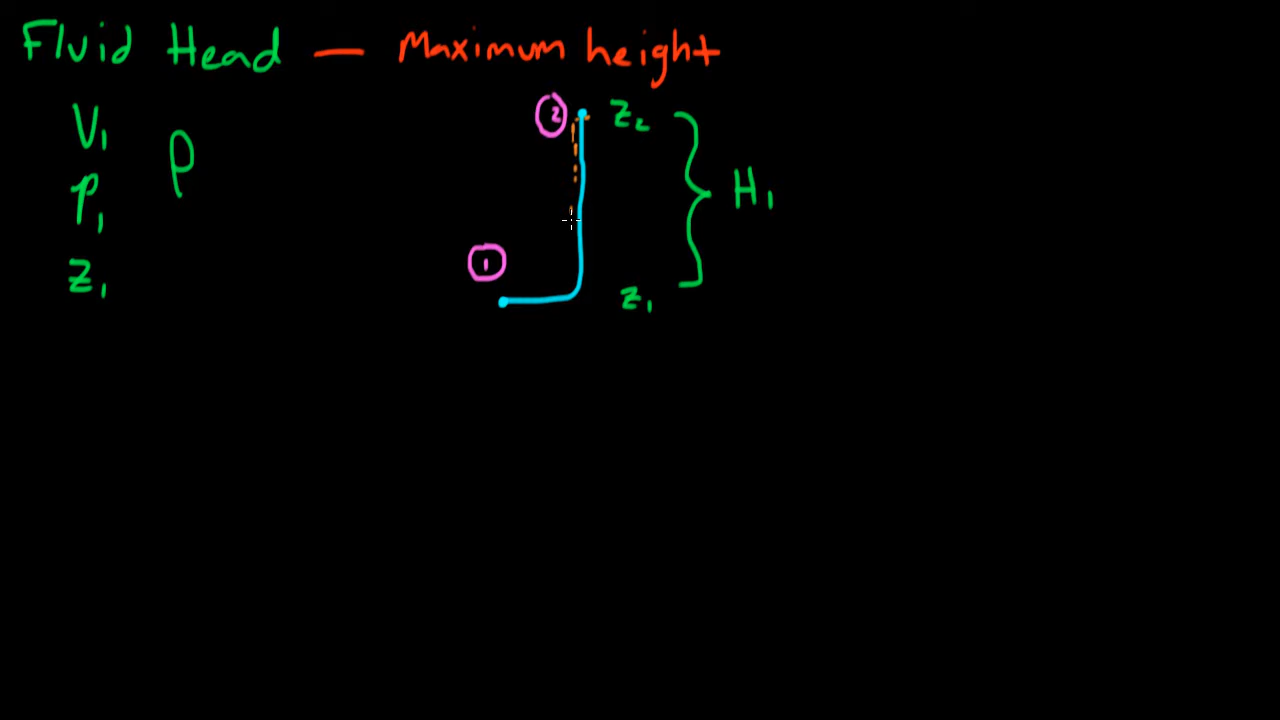 Fluid Head — Maximum height
V₁ ρ
② Z₂
P₁ H₁
① Z₁
Z₁